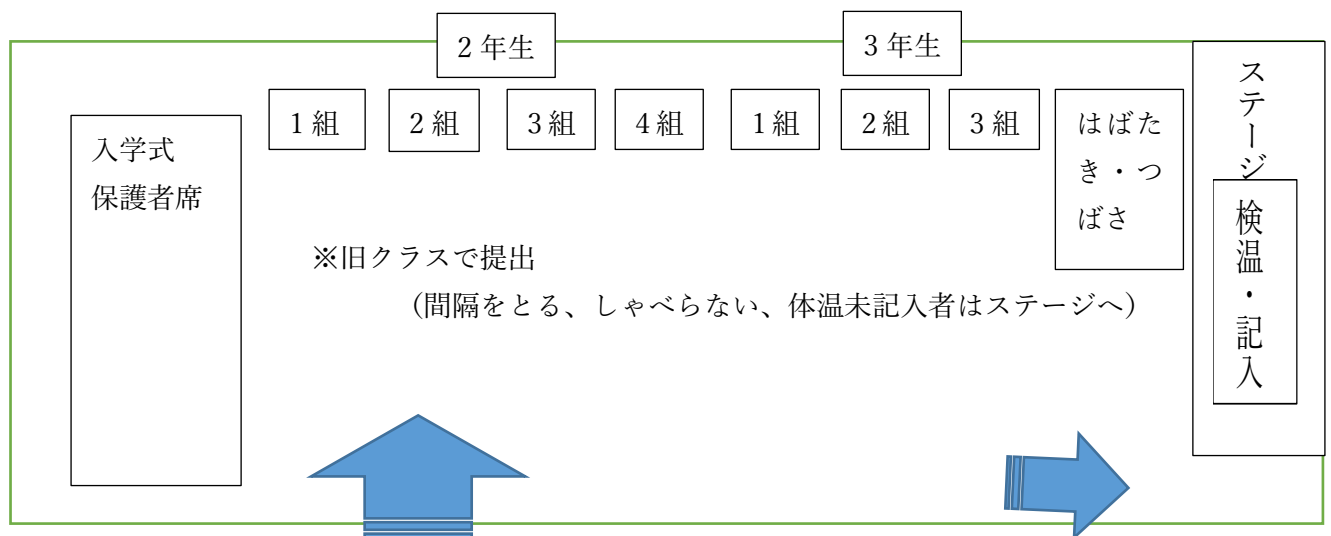 2年生
3年生
1組
2組
3組
4組
1組
2組
3組
はばた
き・つ
ばさ
ステージ
検温・記入
入学式
保護者席
※旧クラスで提出
(間隔をとる、しゃべらない、体温未記入者はステージへ)